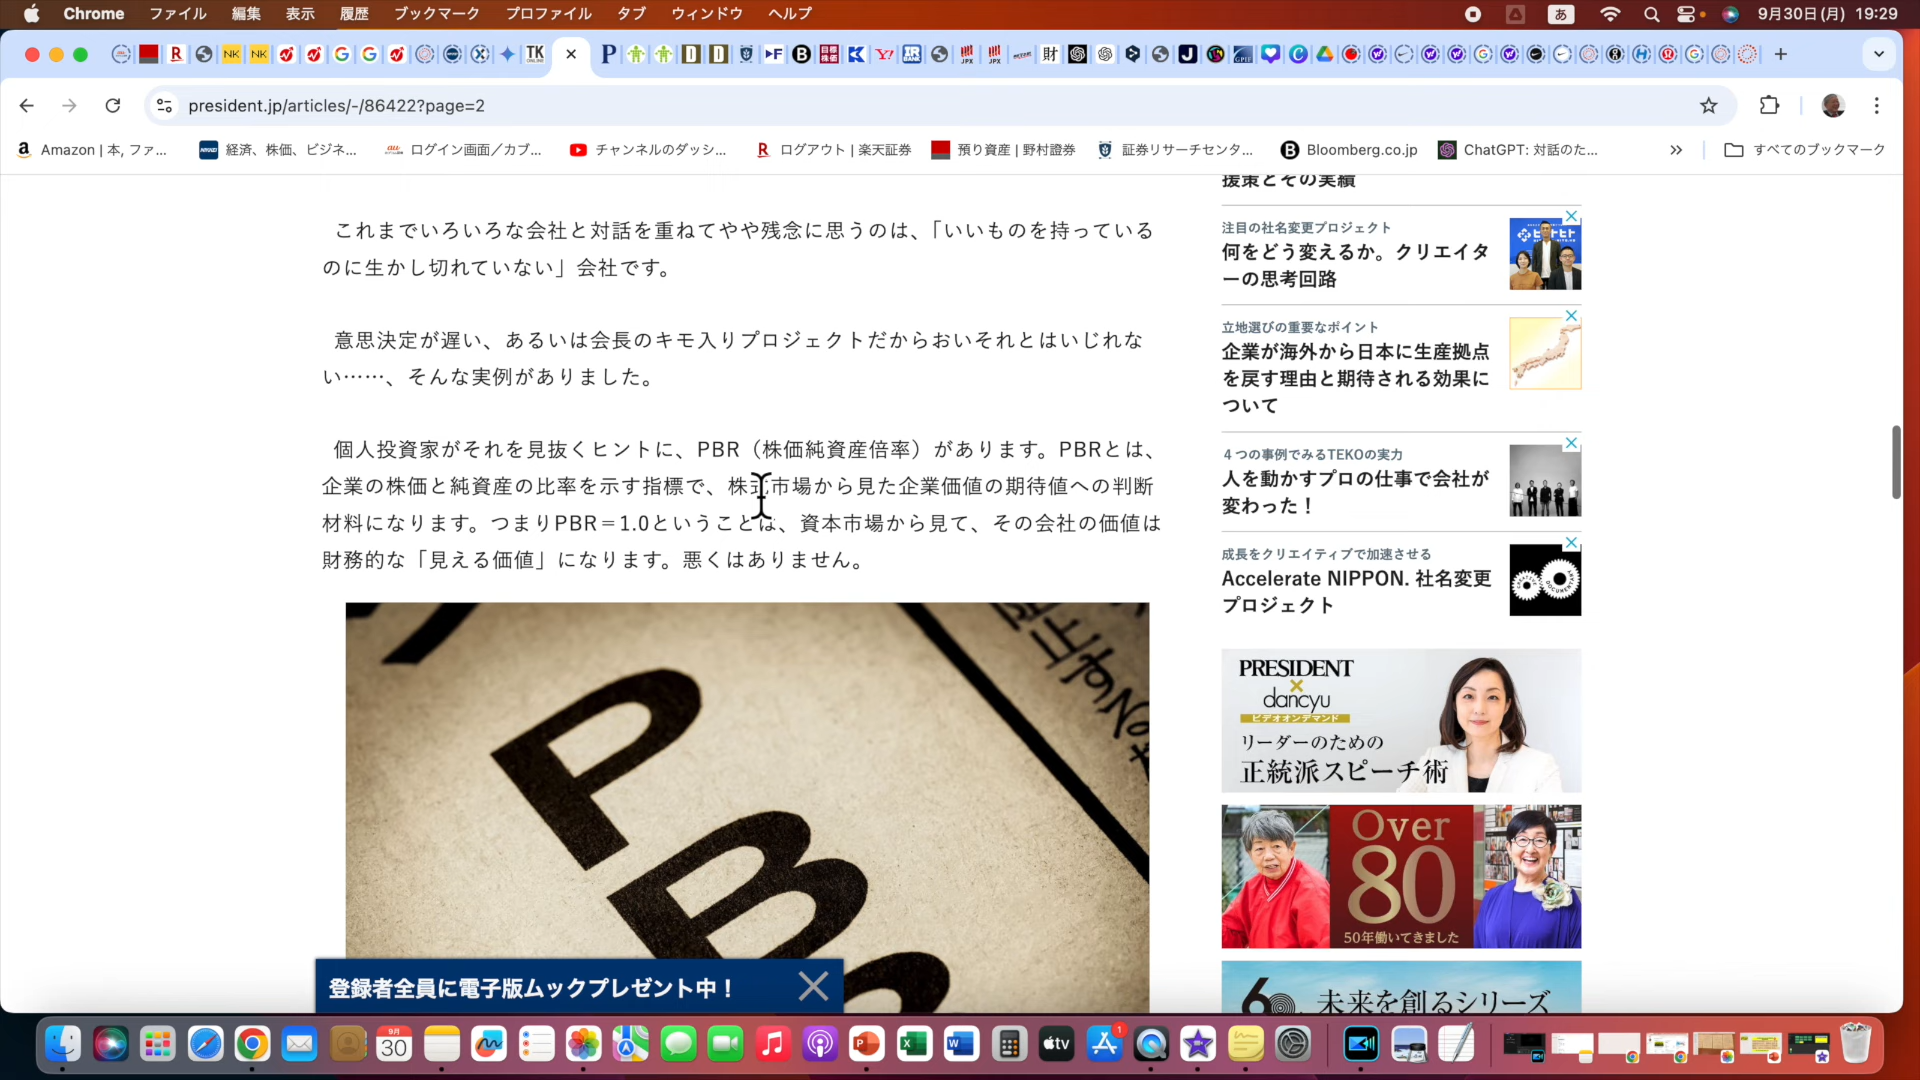 Chrome ファイル 編集 表示 履歴 ブックマーク プロファイル タブ ウィンドウ ヘルプ
あ 9月30日(月) 19:29
president.jp/articles/-/86422?page=2
Amazon | 本, ファ... 経済、株価、ビジネ... ログイン画面／カブ... チャンネルのダッシ... ログアウト | 楽天証券 預り資産 | 野村證券 証券リサーチセンタ... Bloomberg.co.jp ChatGPT: 対話のた... すべてのブックマーク
これまでいろいろな会社と対話を重ねてやや残念に思うのは、「いいものを持っている
のに生かし切れていない」会社です。
意思決定が遅い、あるいは会長のキモ入りプロジェクトだからおいそれとはいじれな
い……、そんな実例がありました。
個人投資家がそれを見抜くヒントに、PBR（株価純資産倍率）があります。PBRとは、
企業の株価と純資産の比率を示す指標で、株式市場から見た企業価値の期待値への判断
材料になります。つまりPBR＝1.0ということは、資本市場から見て、その会社の価値は
財務的な「見える価値」になります。悪くはありません。
PB
登録者全員に電子版ムックプレゼント中！
援策とその実績
注目の社名変更プロジェクト
何をどう変えるか。クリエイタ
ーの思考回路
立地選びの重要なポイント
企業が海外から日本に生産拠点
を戻す理由と期待される効果に
ついて
４つの事例でみるTEKOの実力
人を動かすプロの仕事で会社が
変わった！
成長をクリエイティブで加速させる
Accelerate NIPPON. 社名変更
プロジェクト
PRESIDENT
×
dancyu
ビデオオンデマンド
リーダーのための
正統派スピーチ術
Over
80
50年働いてきました
未来を創るシリーズ
9月
30